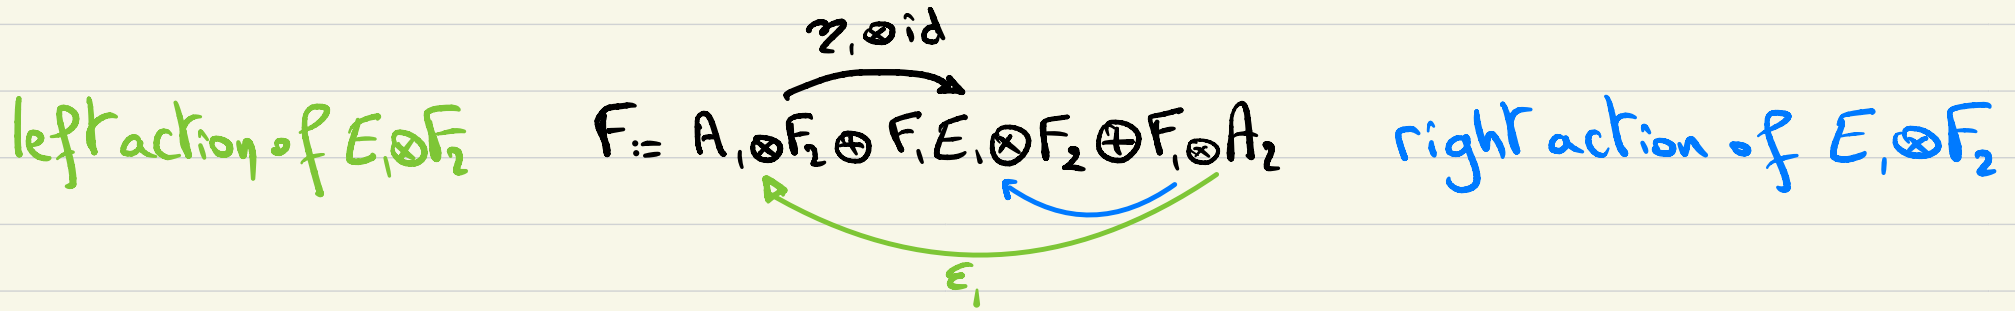 η₁⊗id
left action of E₁⊗F₂ F:= A₁⊗F₂ ⊕ F₁E₁⊗F₂ ⊕ F₁⊗A₂ right action of E₁⊗F₂
ε₁